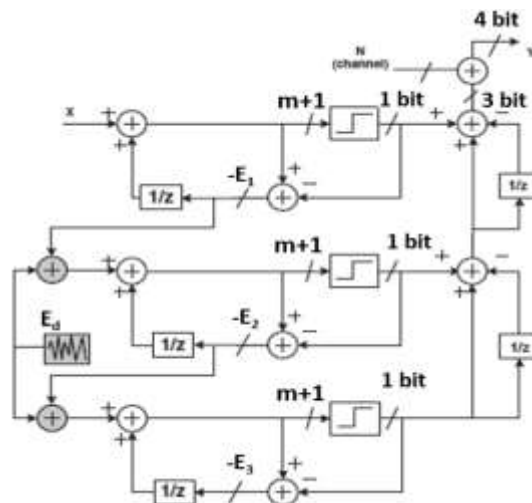 4 bit
N
(channel)
Y
3 bit
X
+
+
m+1
1 bit
+
−
+
+
−
-E₁
1/z
1/z
+
+
m+1
1 bit
+
−
+
E_d
+
−
-E₂
1/z
1/z
+
+
m+1
1 bit
+
−
-E₃
1/z